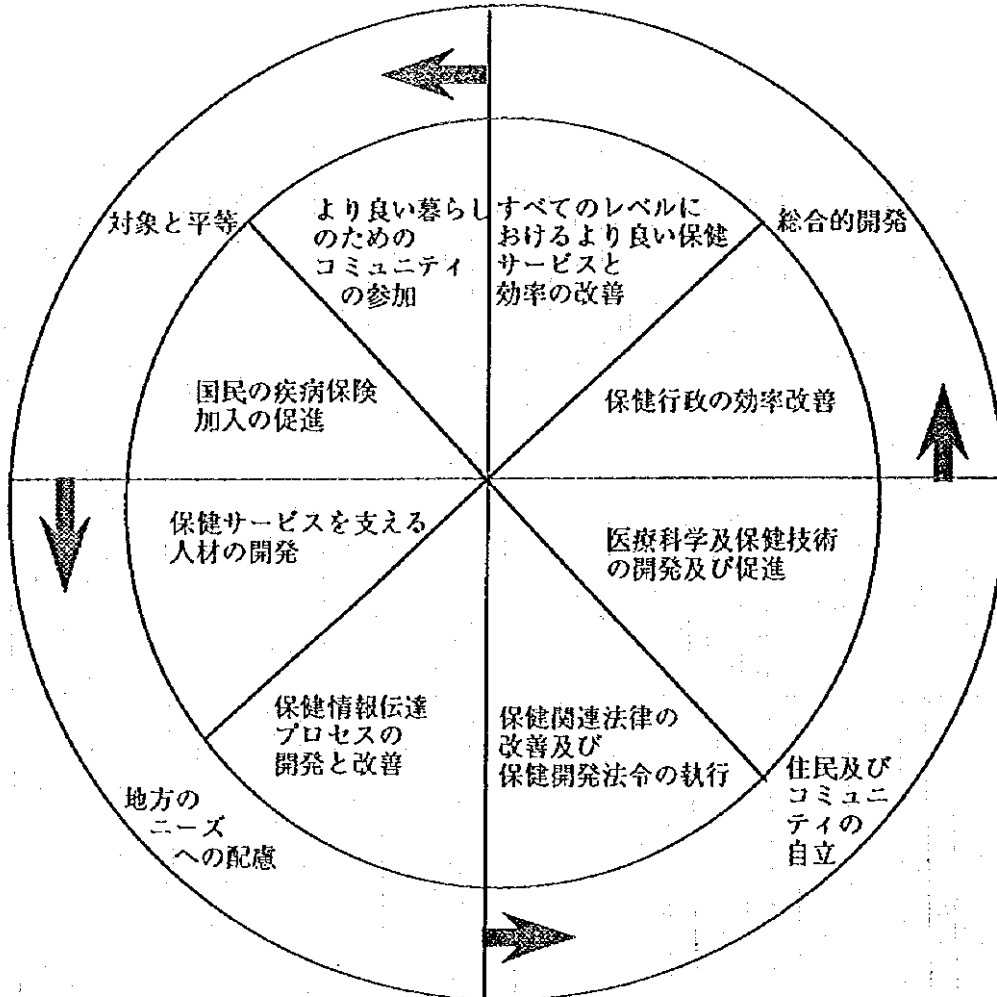 対象と平等
より良い暮らし
のための
コミュニティ
の参加
すべてのレベルに
おけるより良い保健
サービスと
効率の改善
総合的開発
国民の疾病保険
加入の促進
保健行政の効率改善
保健サービスを支える
人材の開発
医療科学及保健技術
の開発及び促進
保健情報伝達
プロセスの
開発と改善
保健関連法律の
改善及び
保健開発法令の執行
地方の
ニーズ
への配慮
住民及び
コミュニ
ティの
自立